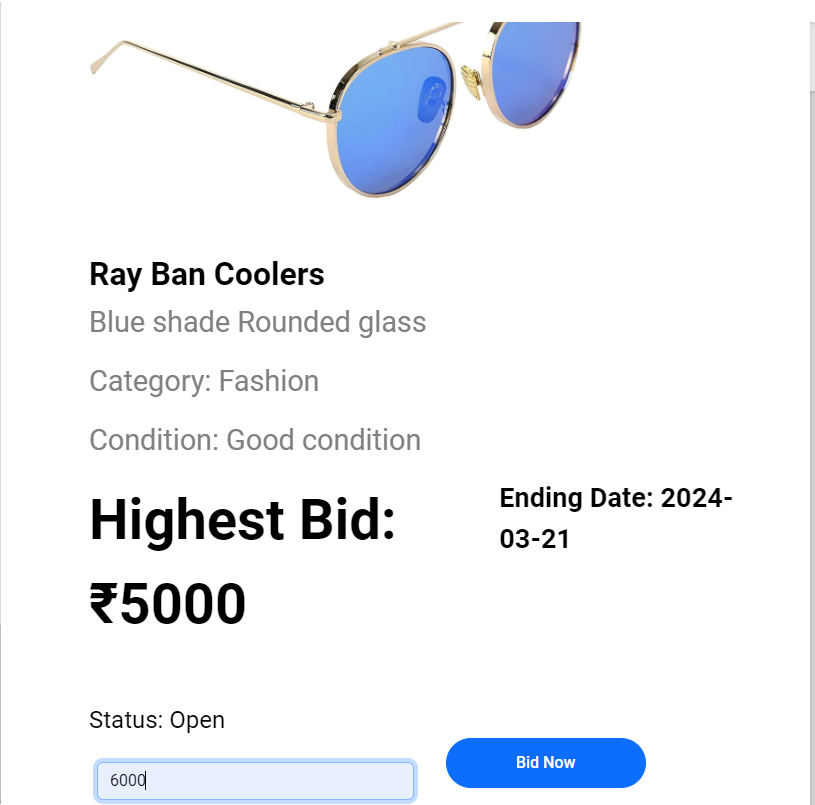 Ray Ban Coolers
Blue shade Rounded glass
Category: Fashion
Condition: Good condition
Highest Bid:
₹5000
Ending Date: 2024-
03-21
Status: Open
6000
Bid Now